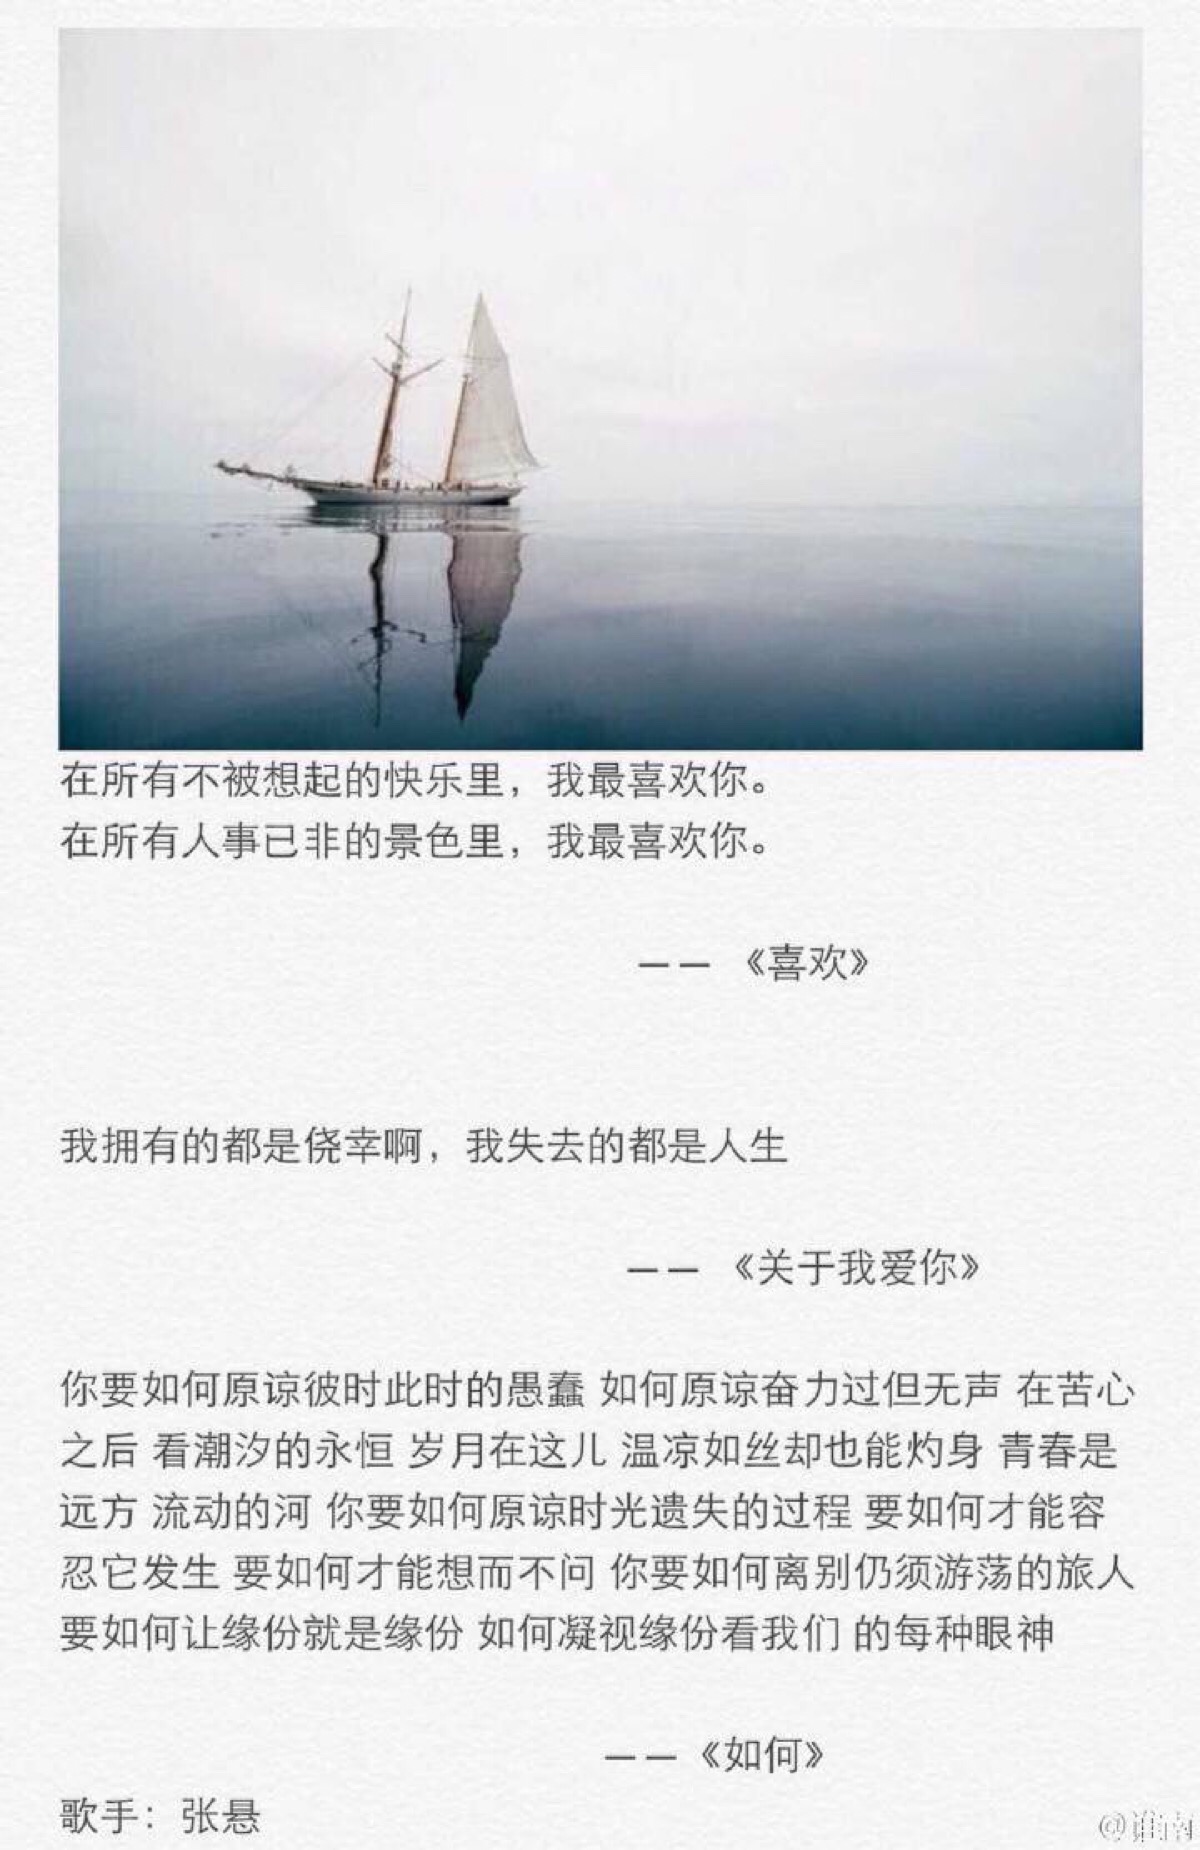 在所有不被想起的快乐里，我最喜欢你。
在所有人事已非的景色里，我最喜欢你。
—— 《喜欢》
我拥有的都是侥幸啊，我失去的都是人生
—— 《关于我爱你》
你要如何原谅彼时此时的愚蠢 如何原谅奋力过但无声 在苦心
之后 看潮汐的永恒 岁月在这儿 温凉如丝却也能灼身 青春是
远方 流动的河 你要如何原谅时光遗失的过程 要如何才能容
忍它发生 要如何才能想而不问 你要如何离别仍须游荡的旅人
要如何让缘份就是缘份 如何凝视缘份看我们 的每种眼神
——《如何》
歌手：张悬